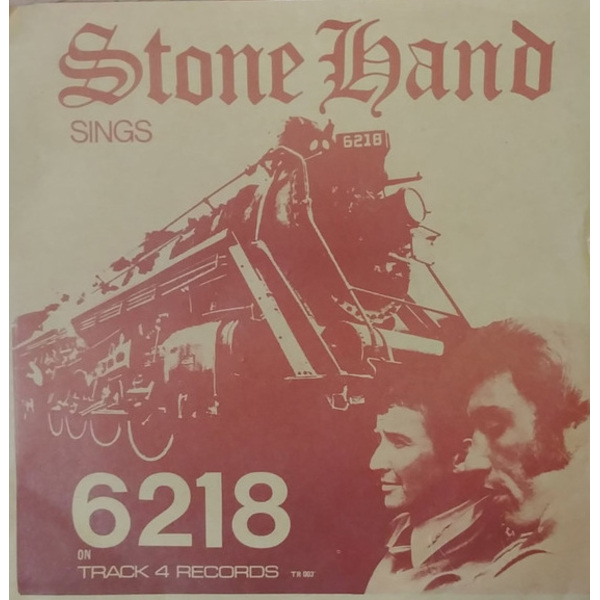 Stone Hand
SINGS
6218
6218
ON
TRACK 4 RECORDS